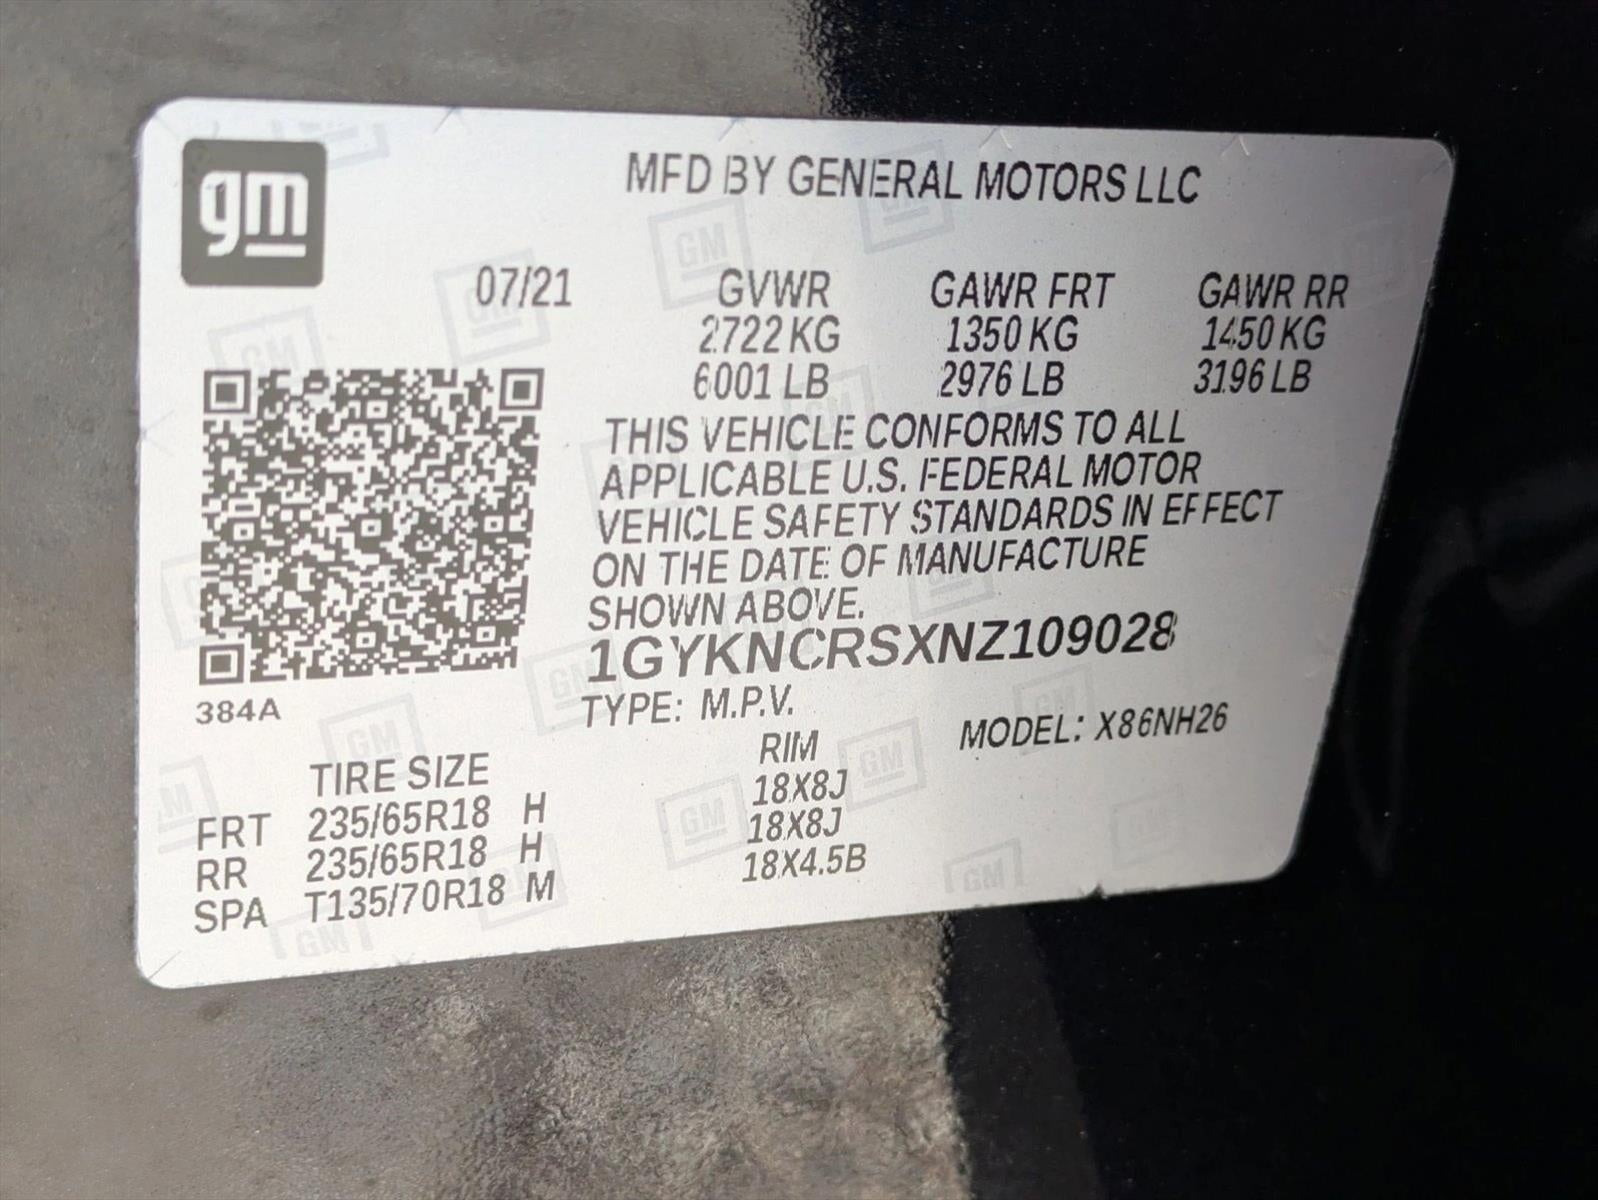 gm
MFD BY GENERAL MOTORS LLC
07/21 GVWR GAWR FRT GAWR RR
2722 KG 1350 KG 1450 KG
6001 LB 2976 LB 3196 LB
THIS VEHICLE CONFORMS TO ALL
APPLICABLE U.S. FEDERAL MOTOR
VEHICLE SAFETY STANDARDS IN EFFECT
ON THE DATE OF MANUFACTURE
SHOWN ABOVE.
1GYKNCRSXNZ109028
384A
TYPE: M.P.V. MODEL: X86NH26
TIRE SIZE RIM
FRT 235/65R18 H 18X8J
RR 235/65R18 H 18X8J
SPA T135/70R18 M 18X4.5B